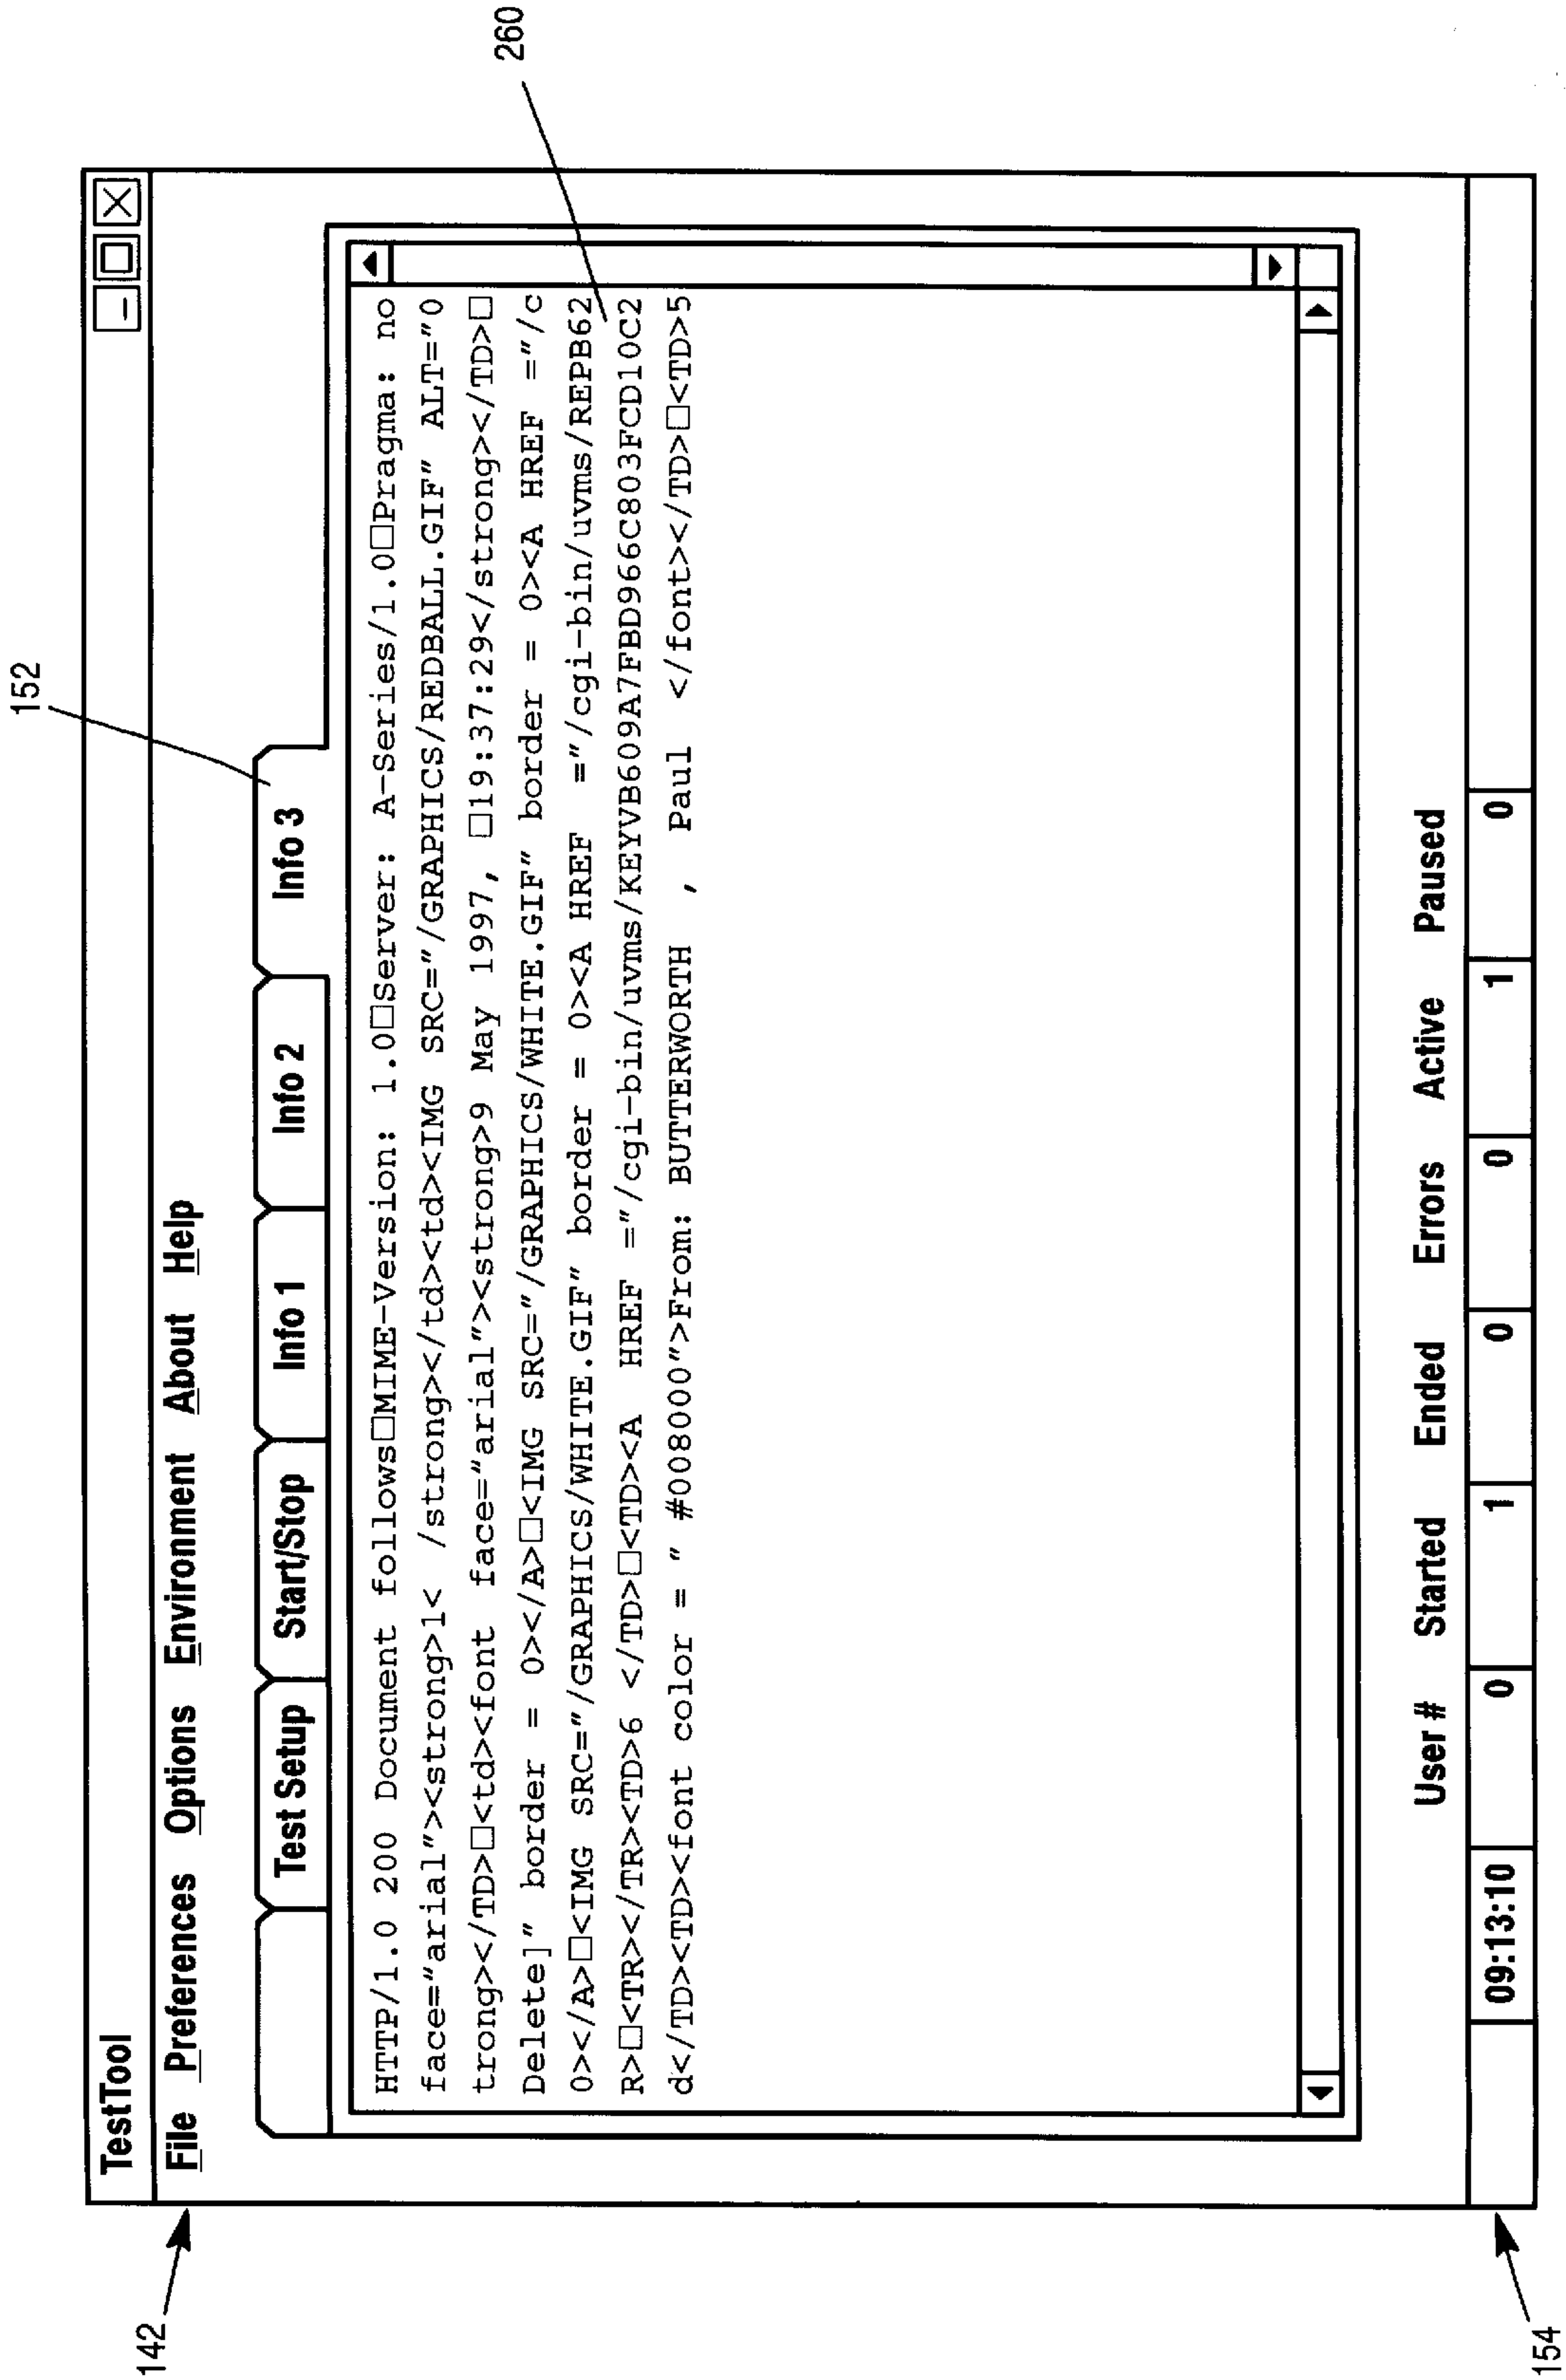 152
260
142
154
TestTool
File Preferences Options Environment About Help
Test Setup Start/Stop Info 1 Info 2 Info 3
HTTP/1.0 200 Document follows□MIME-Version: 1.0□Server: A-Series/1.0□Pragma: no
face="arial"><strong>1< /strong></td><td><IMG SRC="/GRAPHICS/REDBALL.GIF" ALT="0
trong></TD>□<td><font face="arial"><strong>9 May 1997, □19:37:29</strong></TD>□
Delete]" border = 0></A>□<IMG SRC="/GRAPHICS/WHITE.GIF" border = 0><A HREF ="/c
0></A>□<IMG SRC="/GRAPHICS/WHITE.GIF" border = 0><A HREF ="/cgi-bin/uvms/REPB62
R>□<TR></TR><TD>6 </TD>□<TD><A HREF ="/cgi-bin/uvms/KEYVB609A7FBD966C803FCD10C2
d</TD><TD><font color = " #008000">From: BUTTERWORTH , Paul </font></TD>□<TD>5
User # Started Ended Errors Active Paused
09:13:10 0 1 0 0 1 0